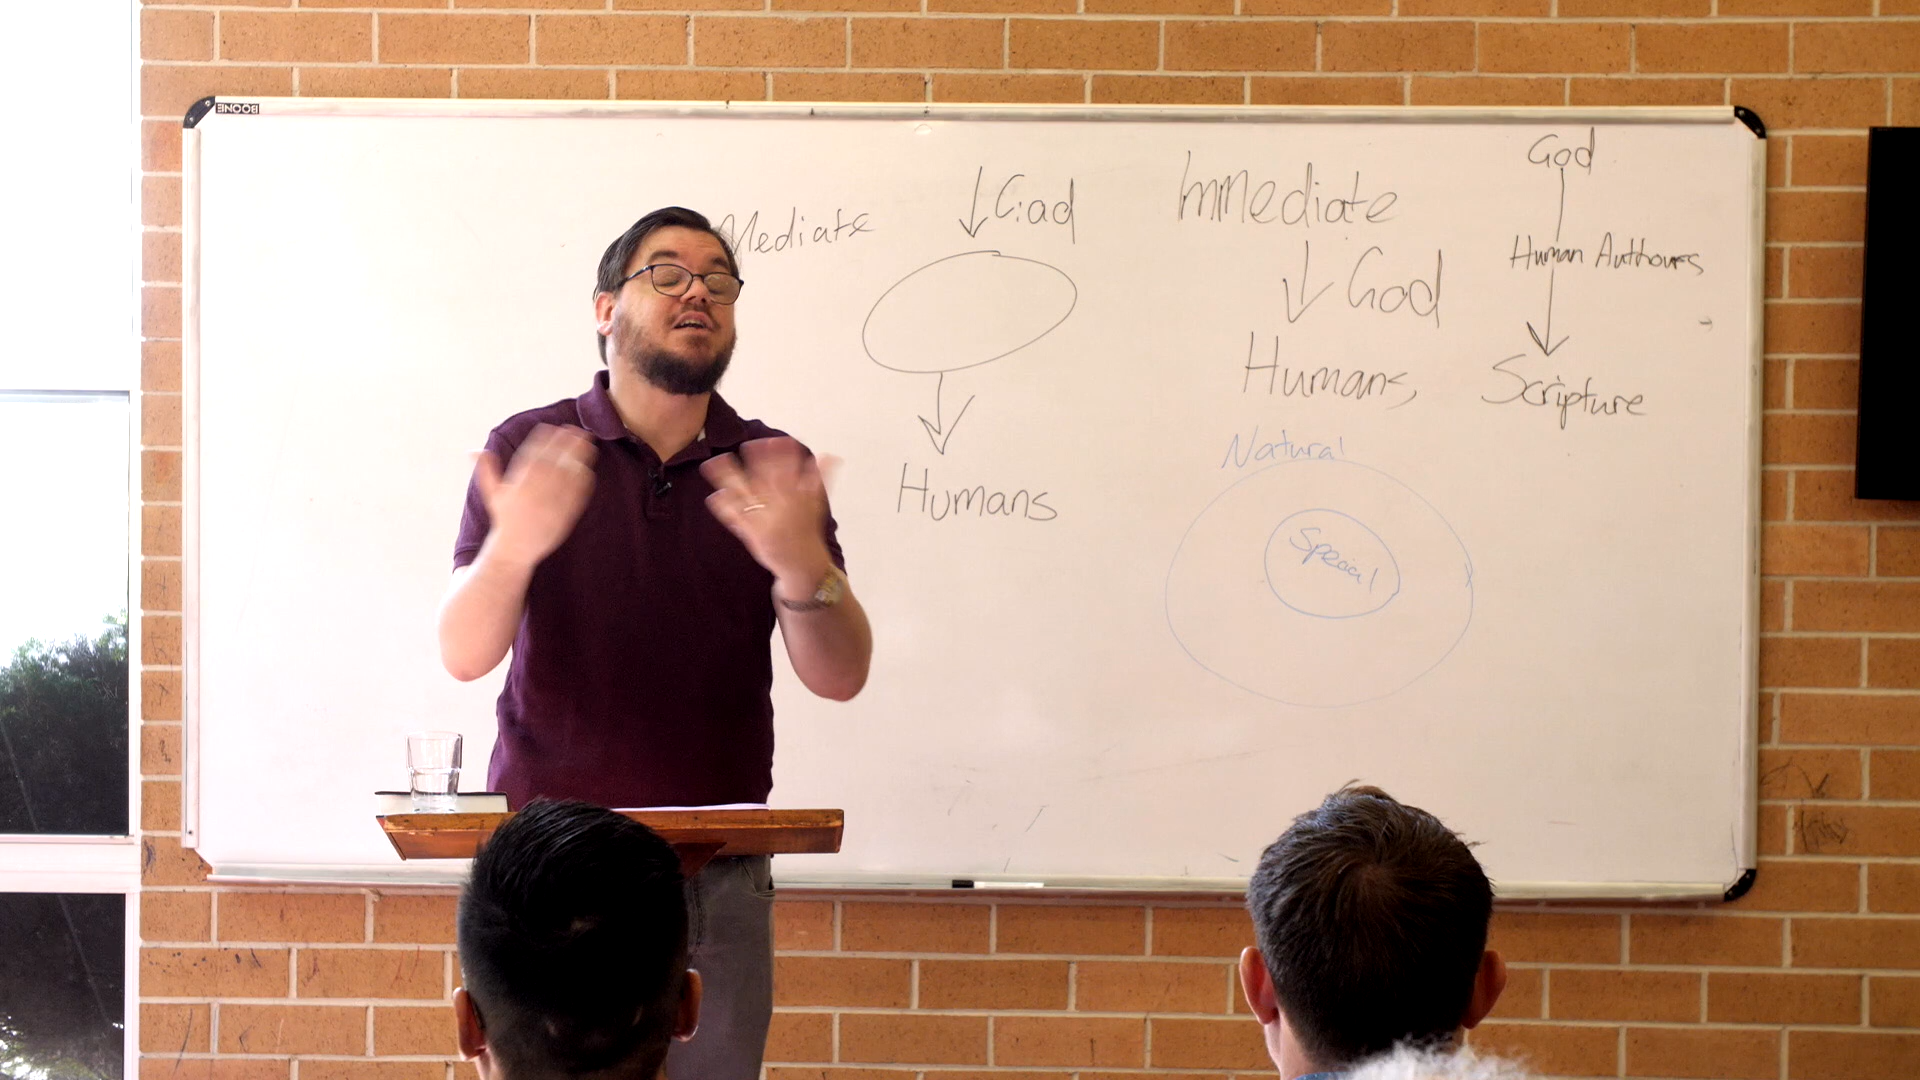 BOONE
Mediate
God
Humans
Immediate
God
Humans,
God
Human Authours
Scripture
Natural
Special